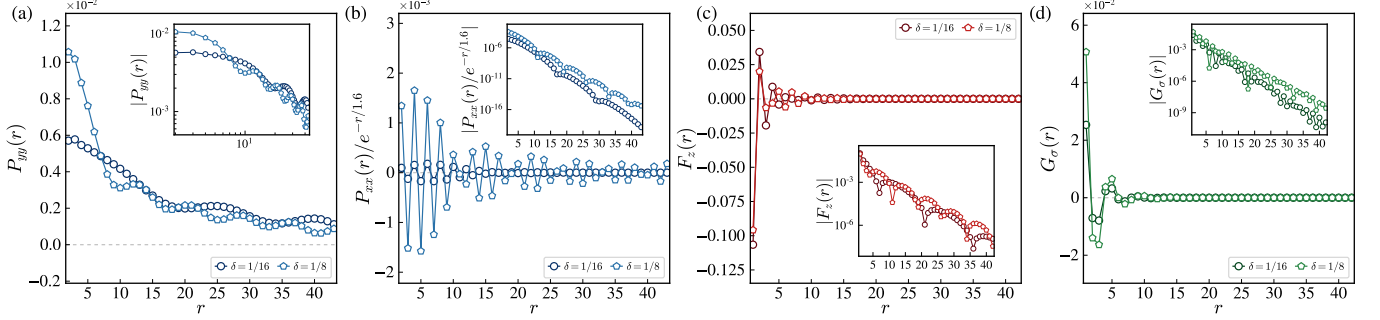 (a)
×10⁻²
1.2
1.0
0.8
0.6
0.4
0.2
0.0
−0.2
P_yy(r)
5 10 15 20 25 30 35 40
r
δ = 1/16 δ = 1/8
10⁻²
10⁻³
|P_yy(r)|
10¹
(b)
×10⁻³
3
2
1
0
−1
−2
P_xx(r)/e^{−r/1.6}
5 10 15 20 25 30 35 40
r
δ = 1/16 δ = 1/8
10⁻⁶
10⁻¹¹
10⁻¹⁶
|P_xx(r)/e^{−r/1.6}|
5 10 15 20 25 30 35 40
(c)
δ = 1/16 δ = 1/8
0.050
0.025
0.000
−0.025
−0.050
−0.075
−0.100
−0.125
F_z(r)
5 10 15 20 25 30 35 40
r
10⁻³
10⁻⁶
|F_z(r)|
5 10 15 20 25 30 35 40
(d)
×10⁻²
6
4
2
0
−2
G_σ(r)
5 10 15 20 25 30 35 40
r
δ = 1/16 δ = 1/8
10⁻³
10⁻⁶
10⁻⁹
|G_σ(r)|
5 10 15 20 25 30 35 40